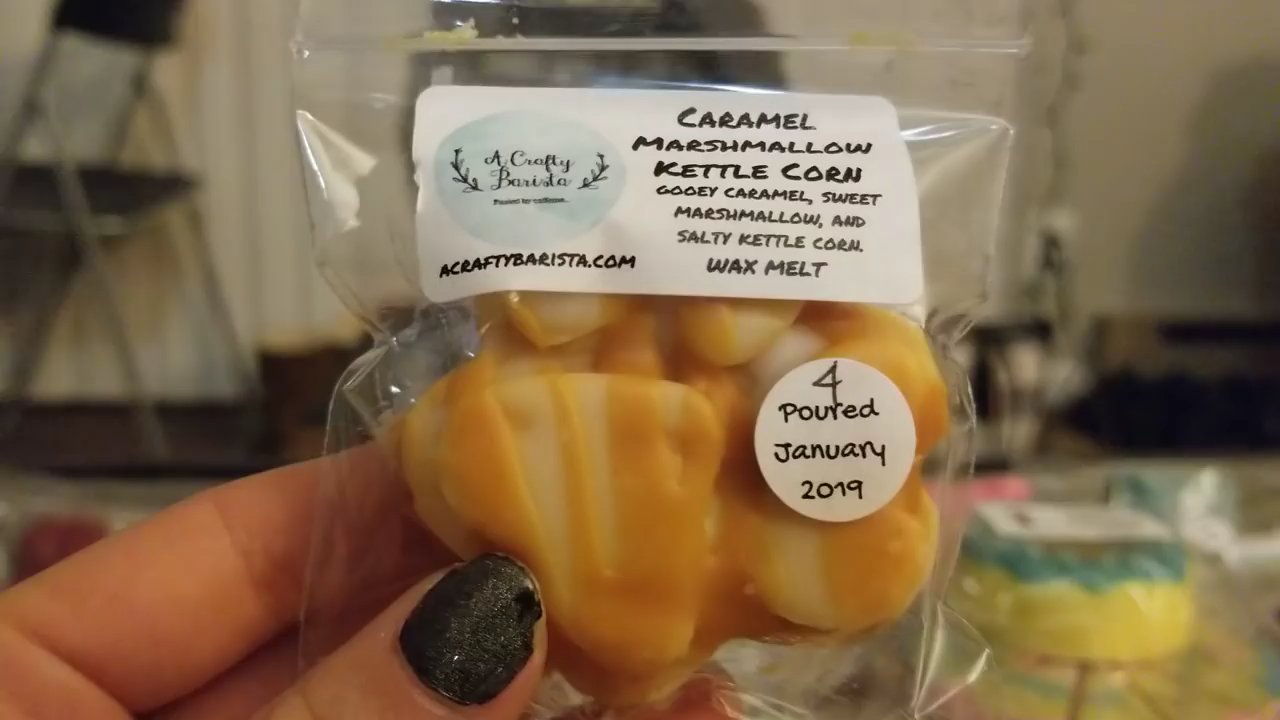 A Crafty
Barista
Fueled by caffeine.
ACRAFTYBARISTA.COM
CARAMEL
MARSHMALLOW
KETTLE CORN
GOOEY CARAMEL, SWEET
MARSHMALLOW, AND
SALTY KETTLE CORN.
WAX MELT
4
Poured
January
2019